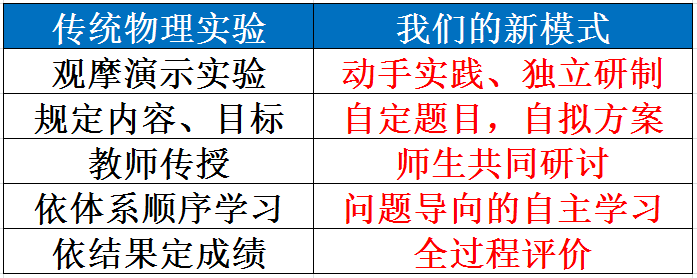 传统物理实验 我们的新模式
观摩演示实验 动手实践、独立研制
规定内容、目标 自定题目，自拟方案
教师传授 师生共同研讨
依体系顺序学习 问题导向的自主学习
依结果定成绩 全过程评价